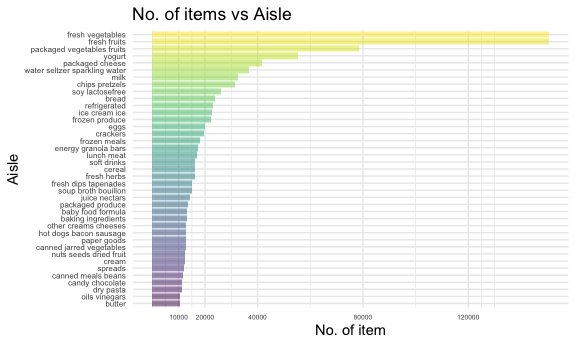 No. of items vs Aisle
fresh vegetables
fresh fruits
packaged vegetables fruits
yogurt
packaged cheese
water seltzer sparkling water
milk
chips pretzels
soy lactosefree
bread
refrigerated
ice cream ice
frozen produce
eggs
crackers
frozen meals
energy granola bars
lunch meat
soft drinks
cereal
fresh herbs
fresh dips tapenades
soup broth bouillon
juice nectars
packaged produce
baby food formula
baking ingredients
other creams cheeses
hot dogs bacon sausage
paper goods
canned jarred vegetables
nuts seeds dried fruit
cream
spreads
canned meals beans
candy chocolate
dry pasta
oils vinegars
butter
Aisle
10000 20000 40000 80000 120000
No. of item